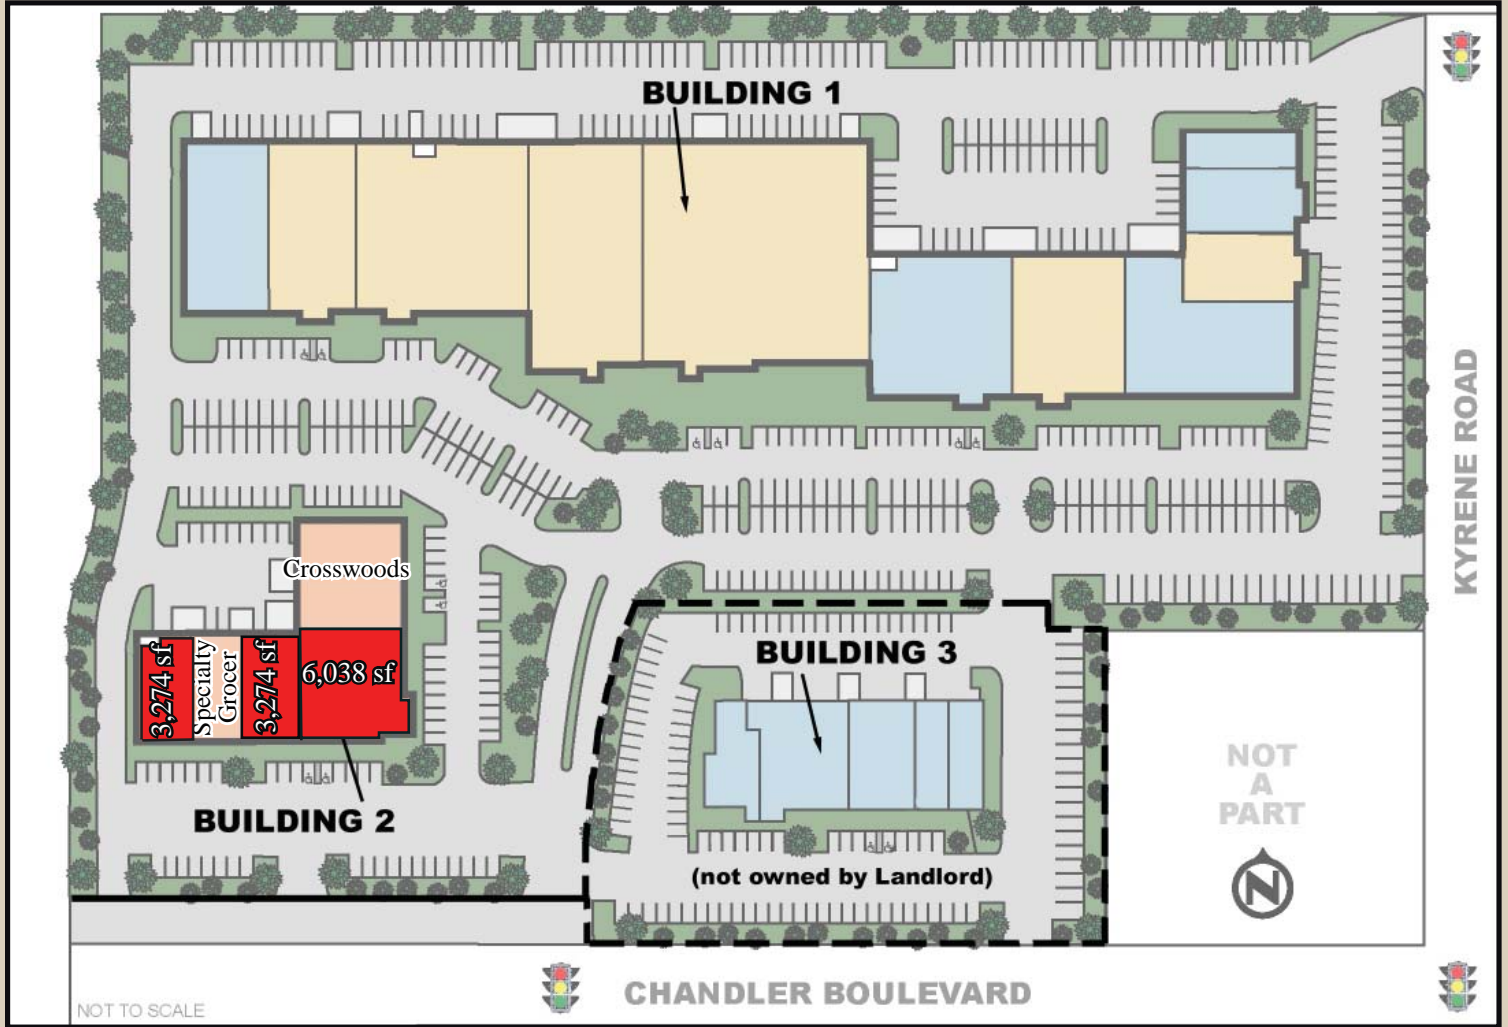 BUILDING 1
KYRENE ROAD
Crosswoods
3,274 sf
Specialty
Grocer
3,274 sf
6,038 sf
BUILDING 2
BUILDING 3
(not owned by Landlord)
NOT
A
PART
N
CHANDLER BOULEVARD
NOT TO SCALE